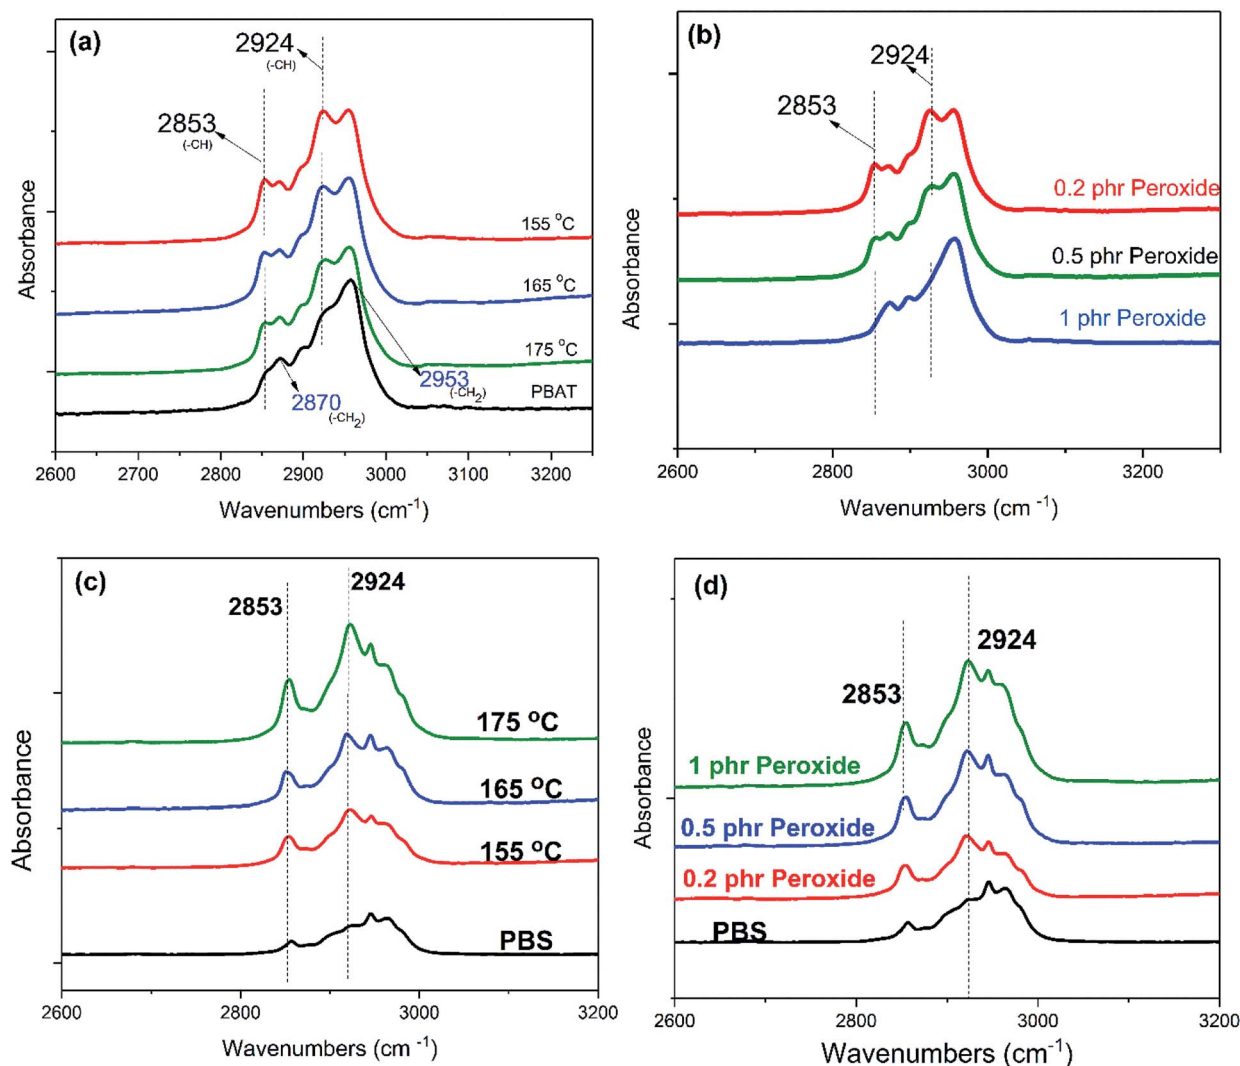 (a)
2924
(-CH)
2853
(-CH)
155 °C
165 °C
175 °C
2953
(-CH₂)
2870
(-CH₂)
PBAT
Absorbance
2600 2700 2800 2900 3000 3100 3200
Wavenumbers (cm⁻¹)
(b)
2924
2853
0.2 phr Peroxide
0.5 phr Peroxide
1 phr Peroxide
Absorbance
2600 2800 3000 3200
Wavenumbers (cm⁻¹)
(c)
2924
2853
175 °C
165 °C
155 °C
PBS
Absorbance
2600 2800 3000 3200
Wavenumbers (cm⁻¹)
(d)
2924
2853
1 phr Peroxide
0.5 phr Peroxide
0.2 phr Peroxide
PBS
Absorbance
2600 2800 3000 3200
Wavenumbers (cm⁻¹)